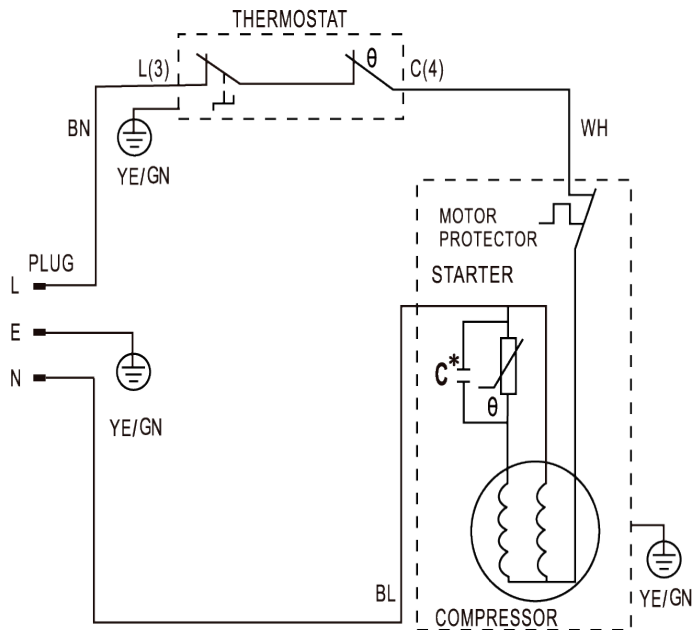 THERMOSTAT
L(3)
θ
C(4)
BN
WH
YE/GN
MOTOR
PROTECTOR
PLUG
STARTER
L
E
N
C*
θ
YE/GN
BL
YE/GN
COMPRESSOR